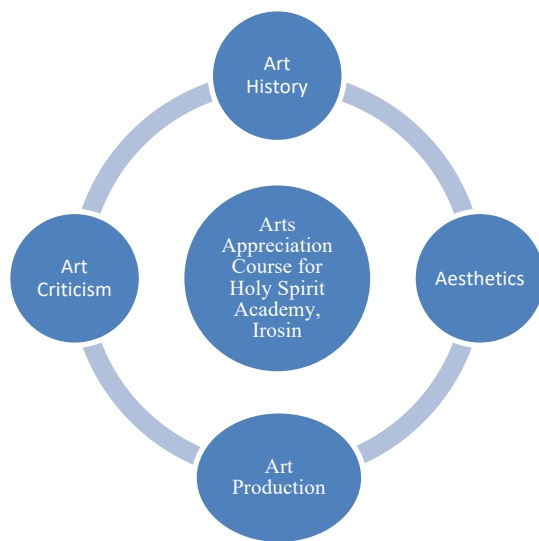 Art
History
Art
Criticism
Arts
Appreciation
Course for
Holy Spirit
Academy,
Irosin
Aesthetics
Art
Production